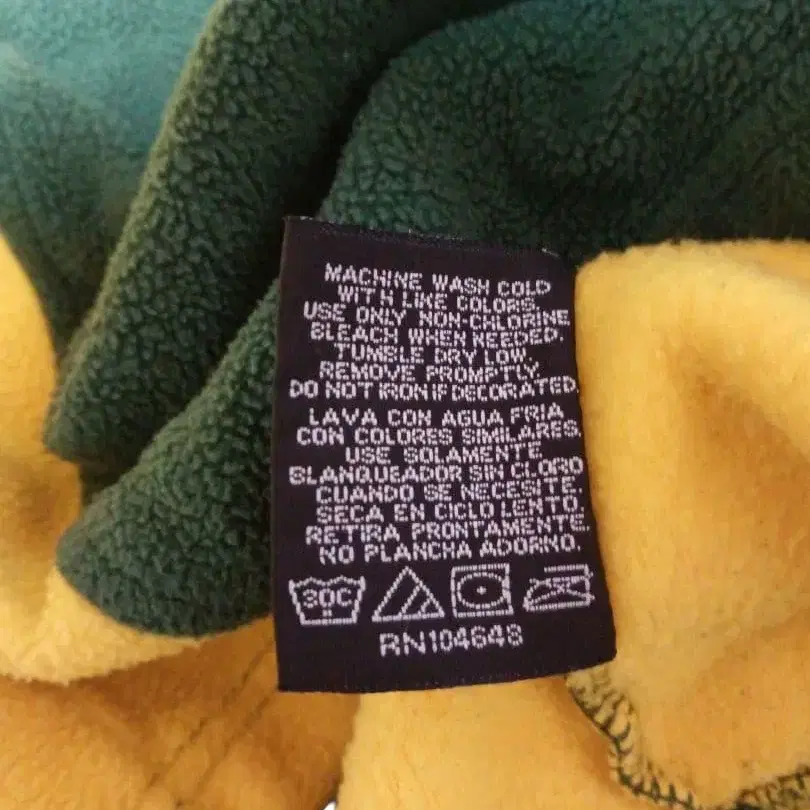 MACHINE WASH COLD
WITH LIKE COLORS.
USE ONLY NON-CHLORINE
BLEACH WHEN NEEDED.
TUMBLE DRY LOW.
REMOVE PROMPTLY.
DO NOT IRON IF DECORATED.
LAVA CON AGUA FRIA
CON COLORES SIMILARES.
USE SOLAMENTE
BLANQUEADOR SIN CLORO
CUANDO SE NECESITE.
SECA EN CICLO LENTO.
RETIRA PRONTAMENTE.
NO PLANCHA ADORNO.
30C
RN104648